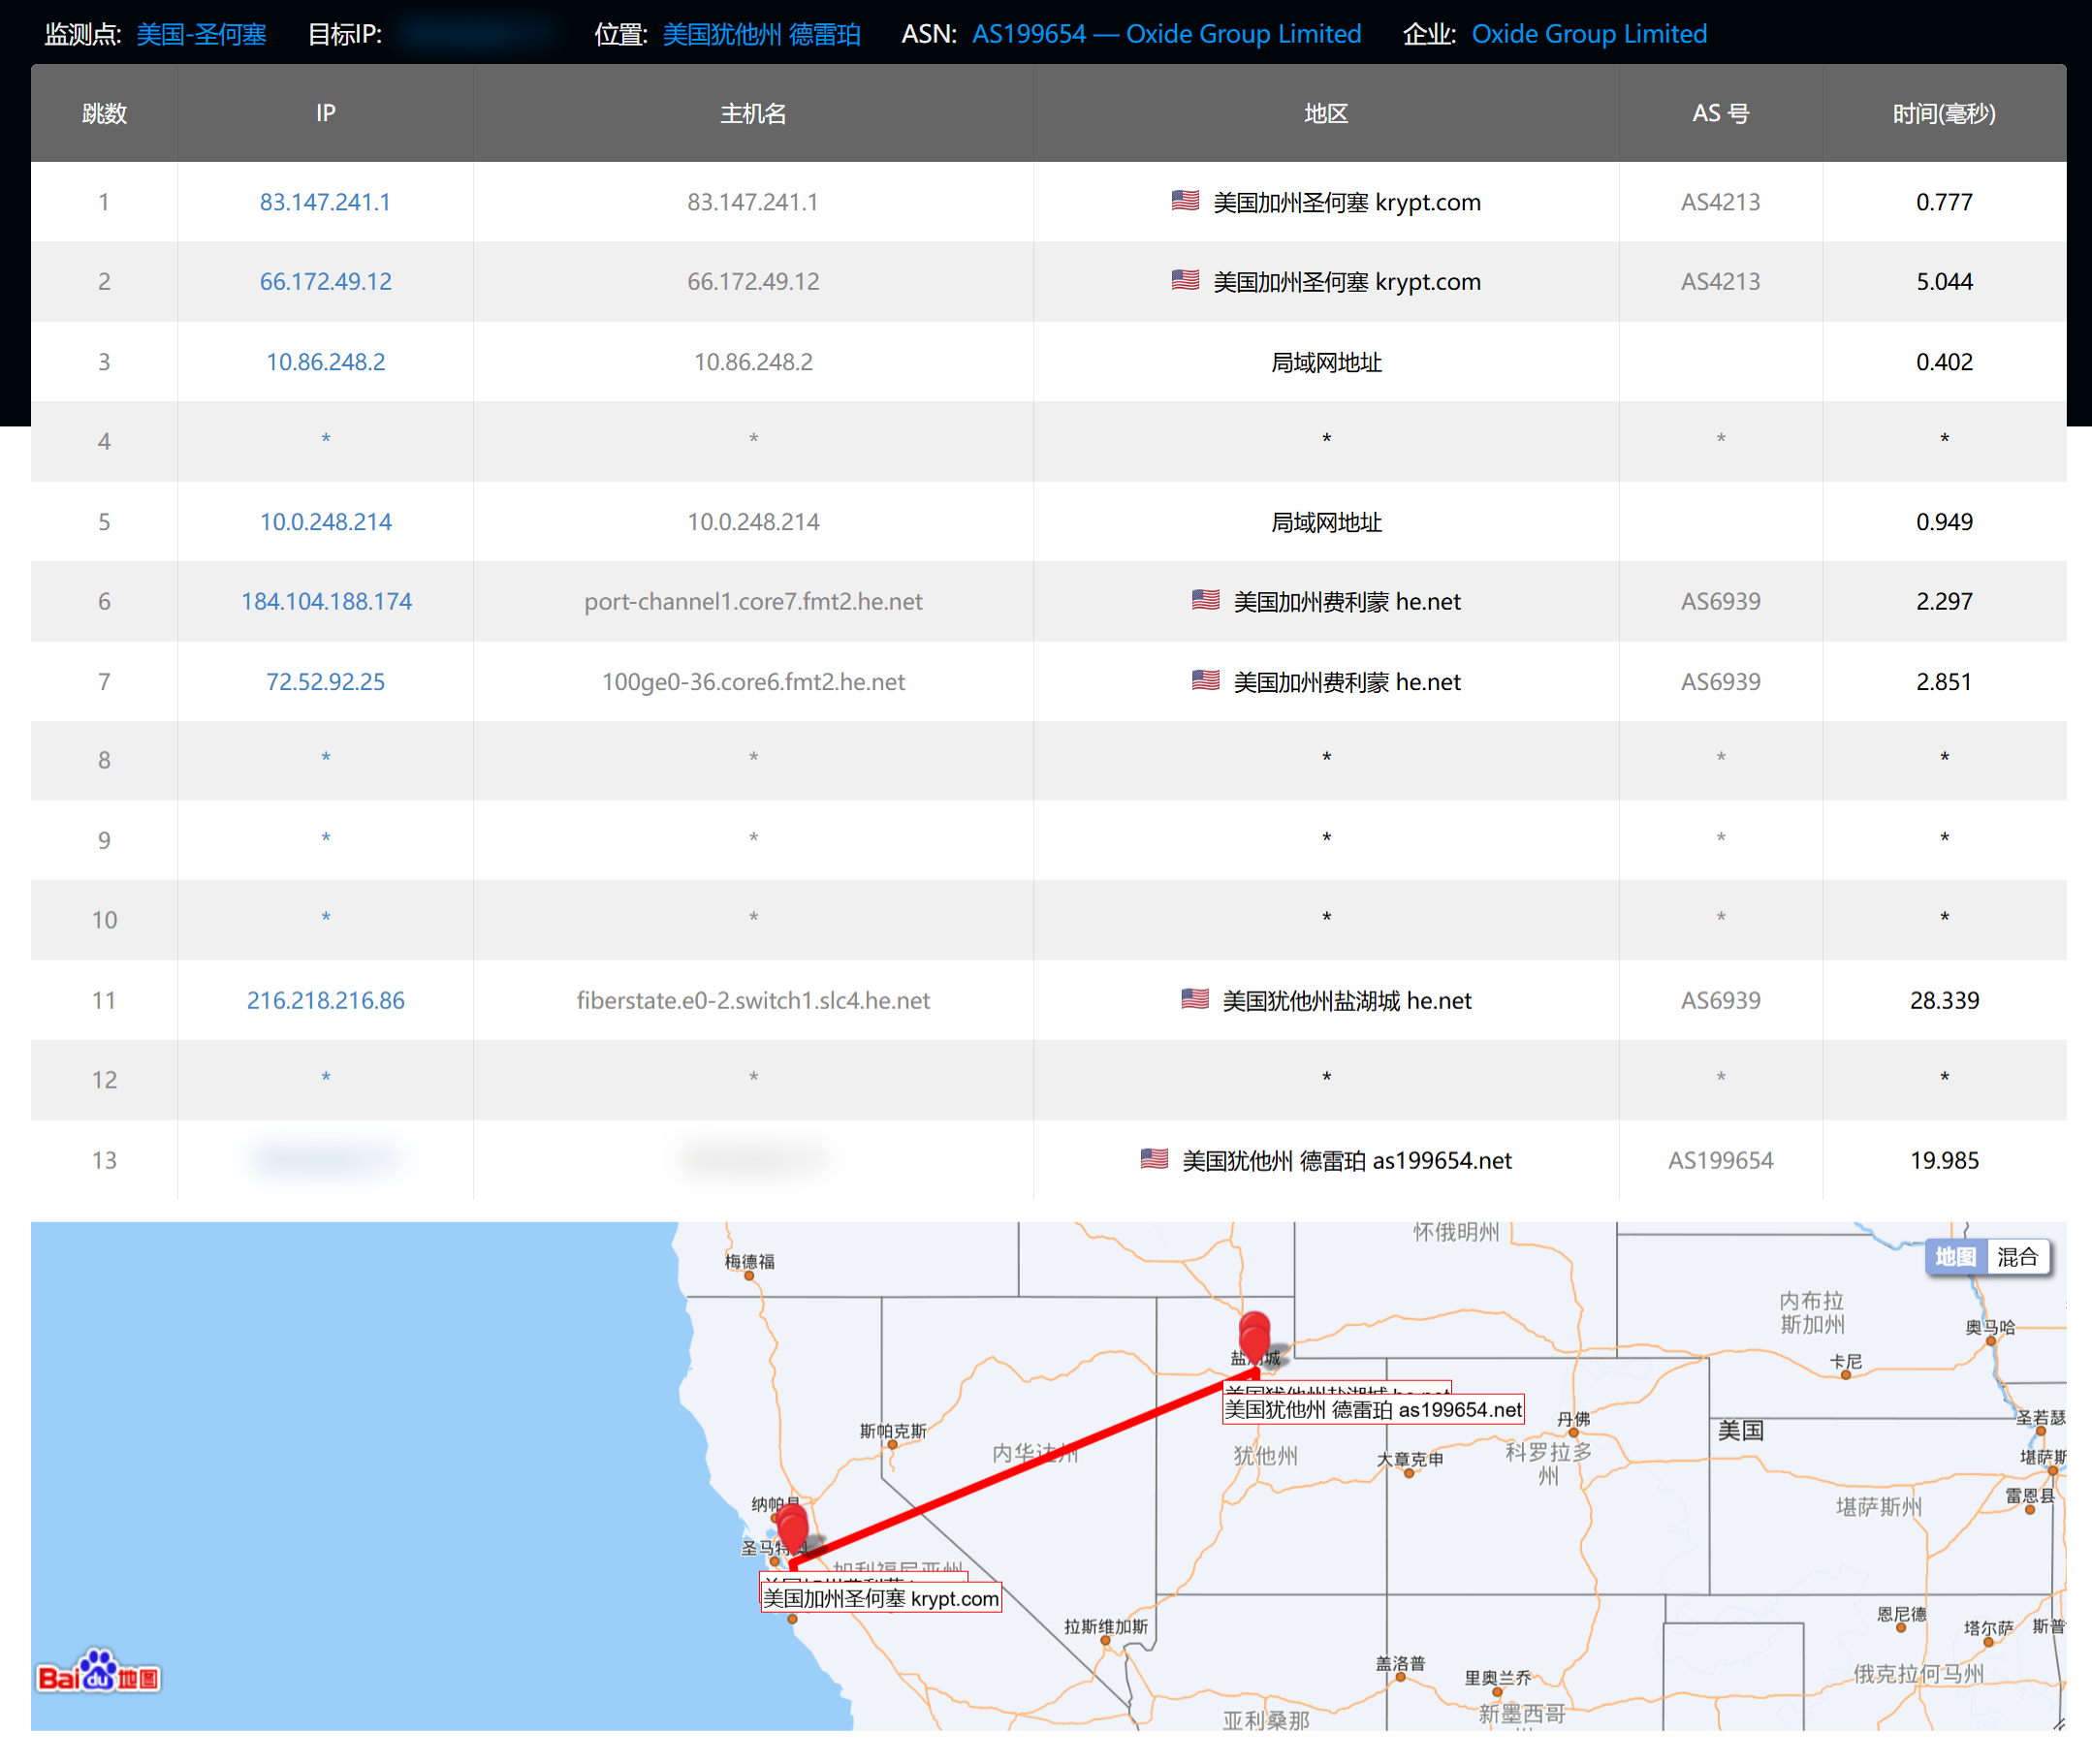 监测点: 美国-圣何塞 目标IP: 位置: 美国犹他州 德雷珀 ASN: AS199654 — Oxide Group Limited 企业: Oxide Group Limited
跳数 IP 主机名 地区 AS 号 时间(毫秒)
1 83.147.241.1 83.147.241.1 美国加州圣何塞 krypt.com AS4213 0.777
2 66.172.49.12 66.172.49.12 美国加州圣何塞 krypt.com AS4213 5.044
3 10.86.248.2 10.86.248.2 局域网地址 0.402
4 * * * * *
5 10.0.248.214 10.0.248.214 局域网地址 0.949
6 184.104.188.174 port-channel1.core7.fmt2.he.net 美国加州费利蒙 he.net AS6939 2.297
7 72.52.92.25 100ge0-36.core6.fmt2.he.net 美国加州费利蒙 he.net AS6939 2.851
8 * * * * *
9 * * * * *
10 * * * * *
11 216.218.216.86 fiberstate.e0-2.switch1.slc4.he.net 美国犹他州盐湖城 he.net AS6939 28.339
12 * * * * *
13 美国犹他州 德雷珀 as199654.net AS199654 19.985
怀俄明州
地图 混合
梅德福
内布拉
斯加州
奥马哈
盐湖城
卡尼
美国犹他州盐湖城 he.net
美国犹他州 德雷珀 as199654.net
丹佛
圣若瑟
斯帕克斯
美国
内华达州
犹他州
大章克申
科罗拉多
州
堪萨斯
纳帕县
堪萨斯州
雷恩县
圣马特奥
加利福尼亚州
美国加州圣何塞 krypt.com
拉斯维加斯
恩尼德
塔尔萨
斯普
Bai du 地图
盖洛普
里奥兰乔
俄克拉何马州
亚利桑那
新墨西哥